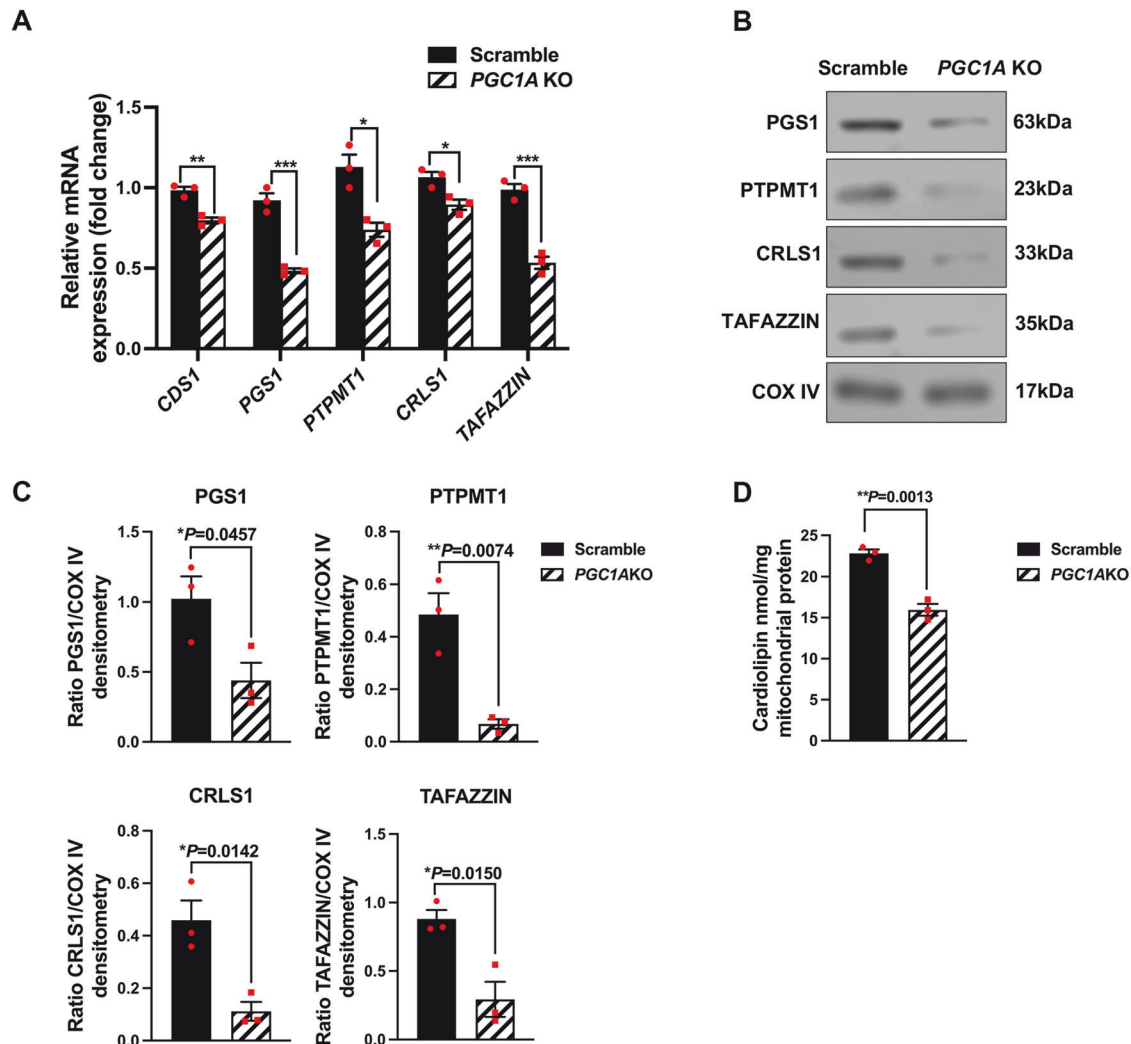 A
Scramble
PGC1A KO
Relative mRNA
expression (fold change)
1.5
1.0
0.5
0.0
**
***
*
*
***
CDS1
PGS1
PTPMT1
CRLS1
TAFAZZIN
B
Scramble PGC1A KO
PGS1 63kDa
PTPMT1 23kDa
CRLS1 33kDa
TAFAZZIN 35kDa
COX IV 17kDa
C
PGS1
Ratio PGS1/COX IV
densitometry
1.5
1.0
0.5
0.0
*P=0.0457
PTPMT1
Ratio PTPMT1/COX IV
densitometry
0.8
0.6
0.4
0.2
0.0
**P=0.0074
Scramble
PGC1AKO
CRLS1
Ratio CRLS1/COX IV
densitometry
0.8
0.6
0.4
0.2
0.0
*P=0.0142
TAFAZZIN
Ratio TAFAZZIN/COX IV
densitometry
1.5
1.0
0.5
0.0
*P=0.0150
D
Cardiolipin nmol/mg
mitochondrial protein
25
20
15
10
5
0
**P=0.0013
Scramble
PGC1AKO